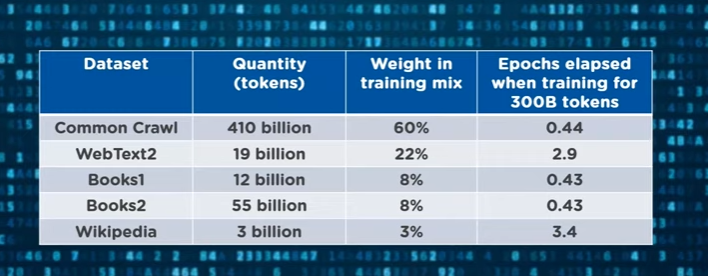 Dataset Quantity (tokens) Weight in training mix Epochs elapsed when training for 300B tokens
Common Crawl 410 billion 60% 0.44
WebText2 19 billion 22% 2.9
Books1 12 billion 8% 0.43
Books2 55 billion 8% 0.43
Wikipedia 3 billion 3% 3.4